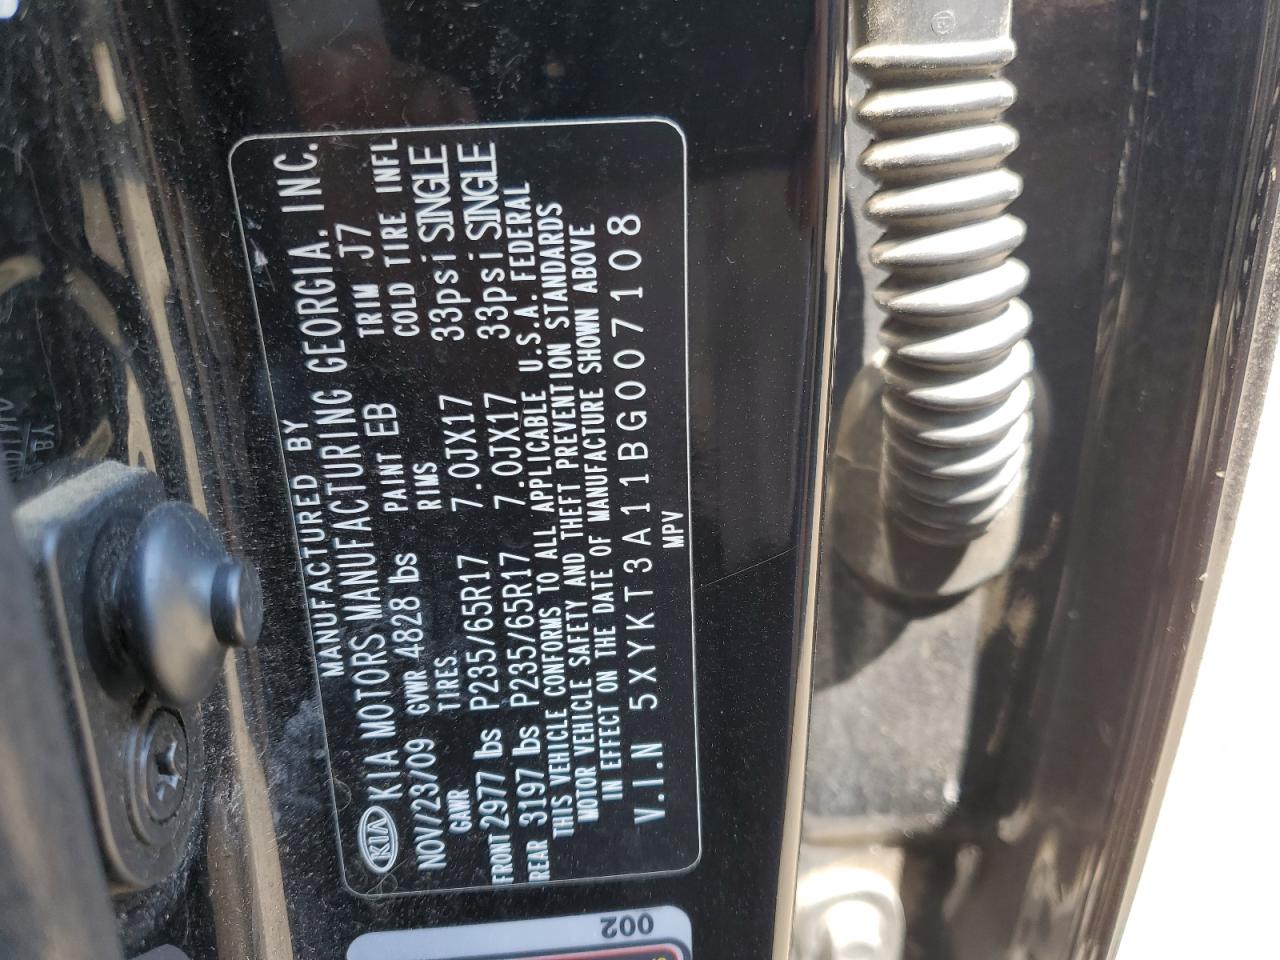 MANUFACTURED BY
KIA KIA MOTORS MANUFACTURING GEORGIA, INC.
NOV/23/09 GVWR 4828 lbs PAINT EB TRIM J7
GAWR TIRES RIMS COLD TIRE INFL
FRONT 2977 lbs P235/65R17 7.0JX17 33psi SINGLE
REAR 3197 lbs P235/65R17 7.0JX17 33psi SINGLE
THIS VEHICLE CONFORMS TO ALL APPLICABLE U.S.A. FEDERAL
MOTOR VEHICLE SAFETY AND THEFT PREVENTION STANDARDS
IN EFFECT ON THE DATE OF MANUFACTURE SHOWN ABOVE
V.I.N 5XYKT3A11BG007108
MPV
002
BY